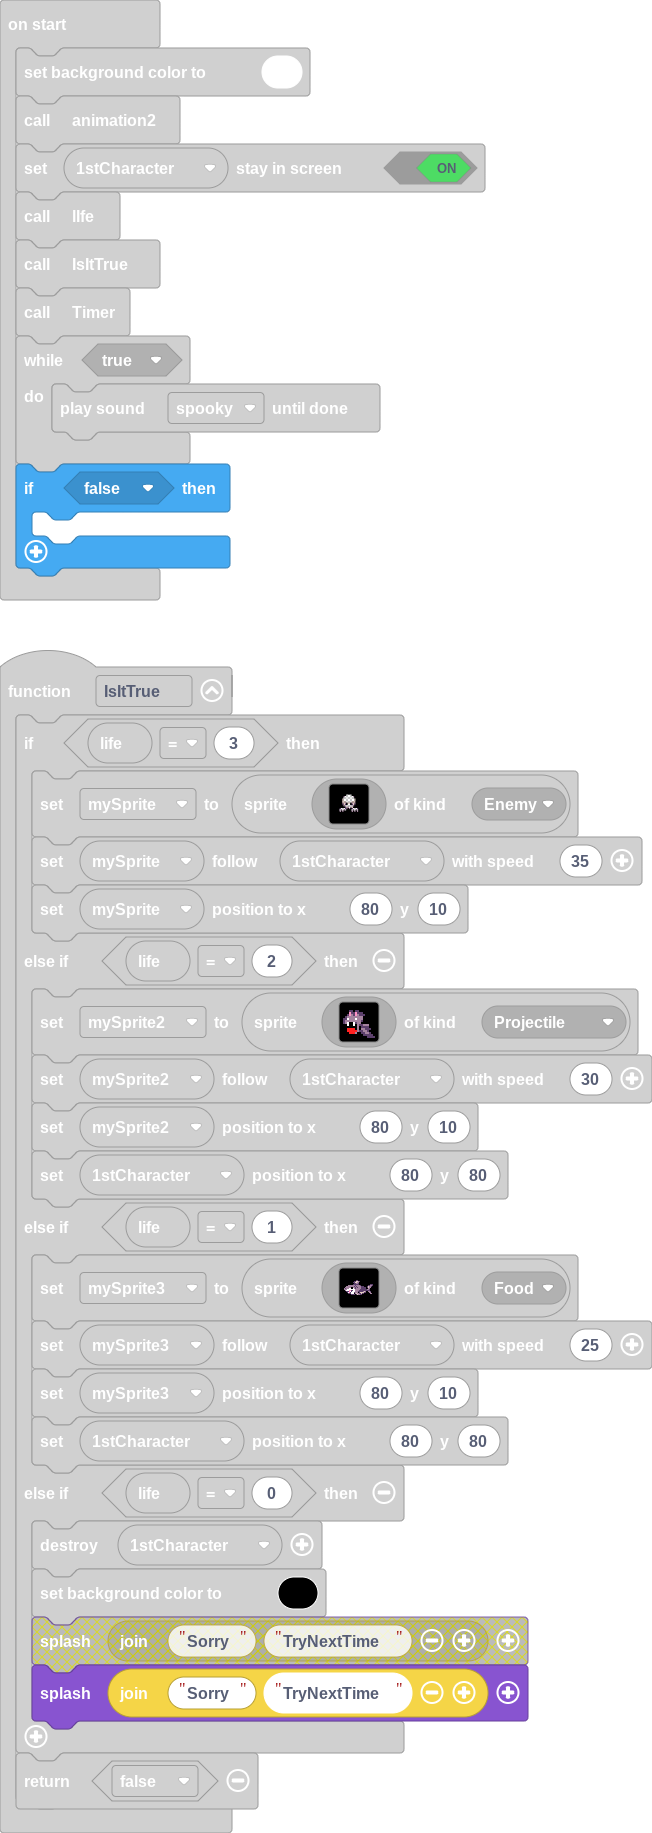 on start
set background color to
call animation2
set 1stCharacter stay in screen ON
call lIfe
call IsItTrue
call Timer
while true
do
play sound spooky until done
if false then
function IsItTrue
if life = 3 then
set mySprite to sprite of kind Enemy
set mySprite follow 1stCharacter with speed 35
set mySprite position to x 80 y 10
else if life = 2 then
set mySprite2 to sprite of kind Projectile
set mySprite2 follow 1stCharacter with speed 30
set mySprite2 position to x 80 y 10
set 1stCharacter position to x 80 y 80
else if life = 1 then
set mySprite3 to sprite of kind Food
set mySprite3 follow 1stCharacter with speed 25
set mySprite3 position to x 80 y 10
set 1stCharacter position to x 80 y 80
else if life = 0 then
destroy 1stCharacter
set background color to
splash join "Sorry " "TryNextTime "
splash join "Sorry " "TryNextTime "
return false